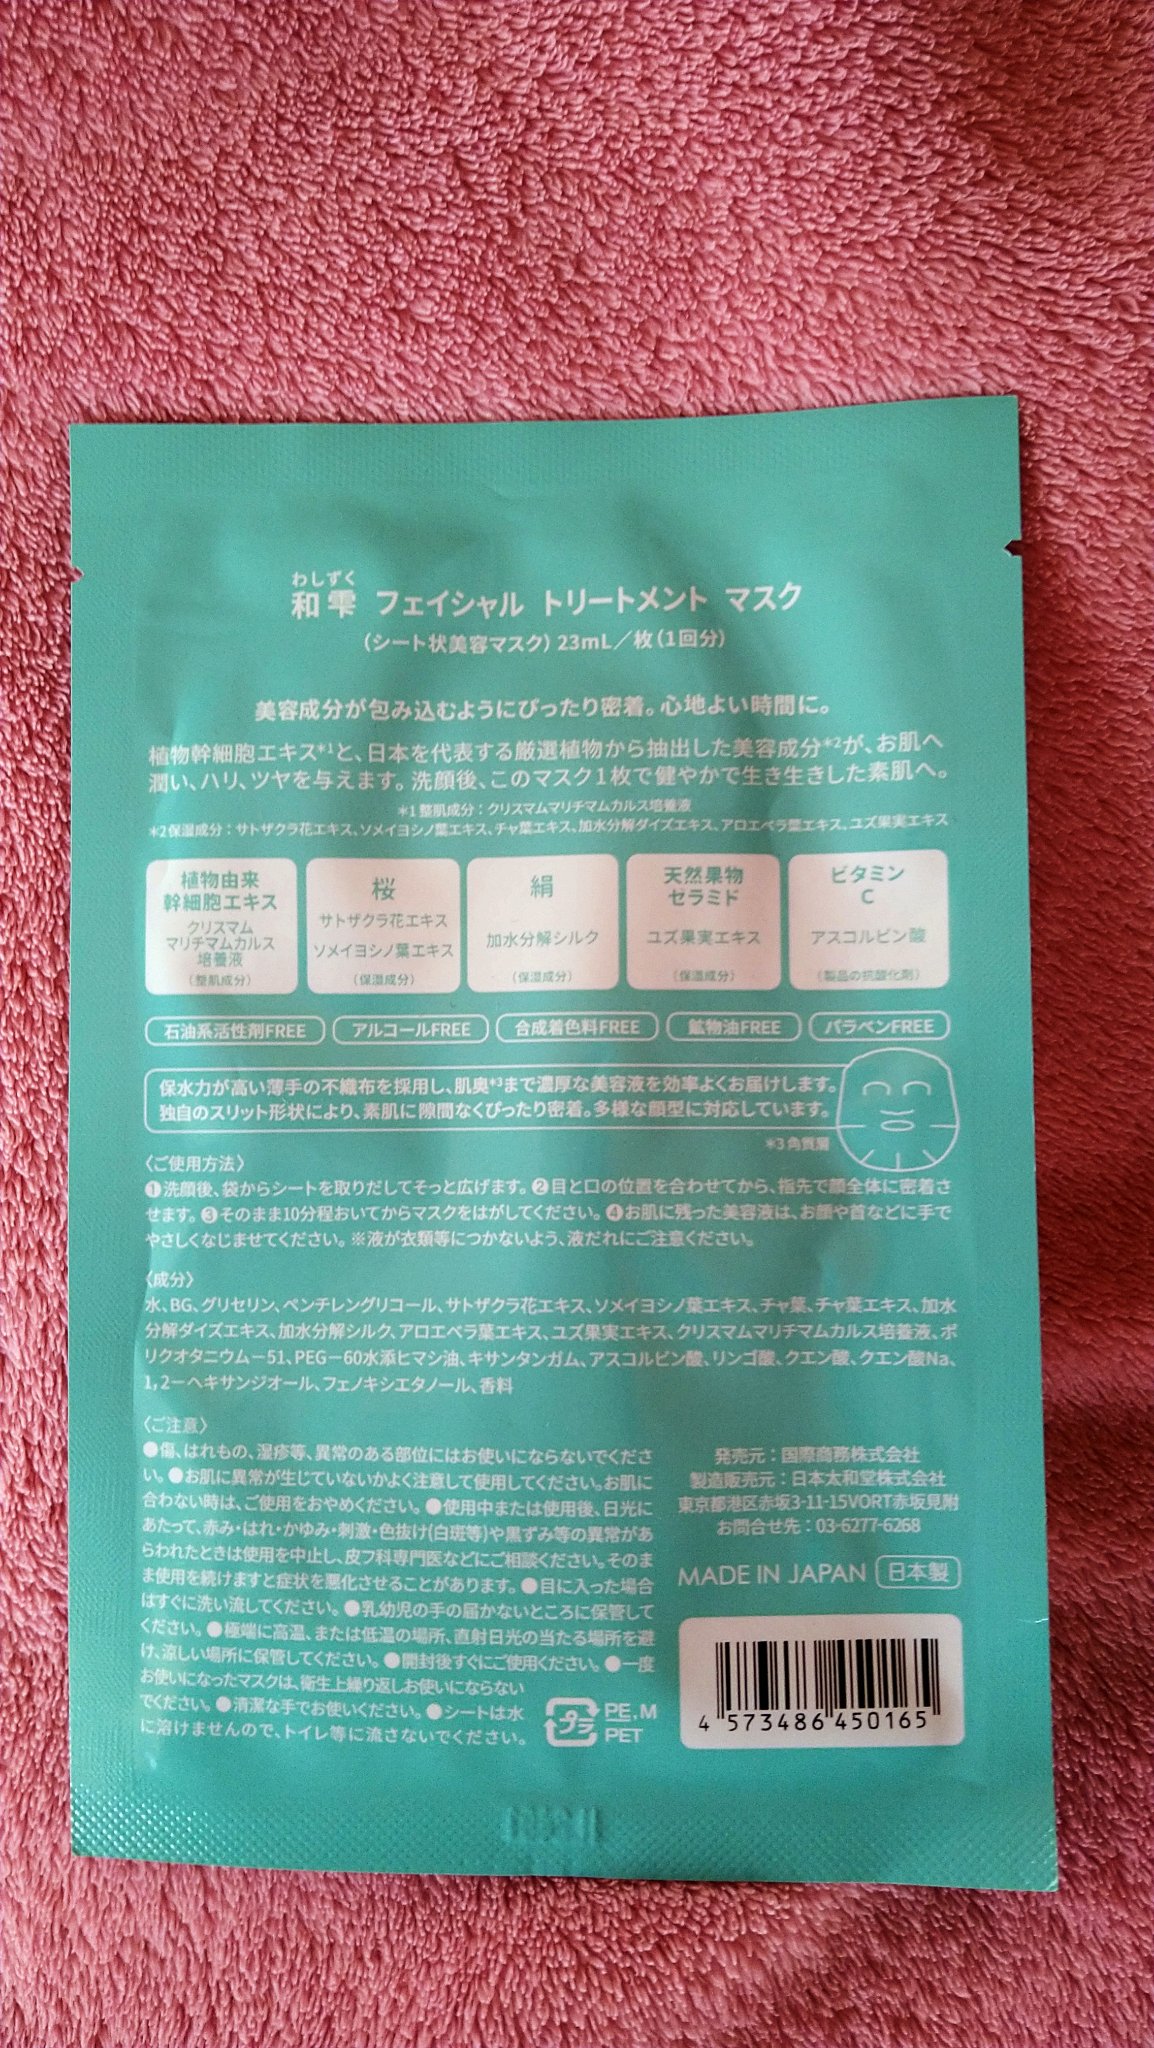 わしずく
和雫 フェイシャル トリートメント マスク
(シート状美容マスク) 23mL／枚(1回分)
美容成分が包み込むようにぴったり密着。心地よい時間に。
植物幹細胞エキス*1と、日本を代表する厳選植物から抽出した美容成分*2が、お肌へ
潤い、ハリ、ツヤを与えます。洗顔後、このマスク1枚で健やかで生き生きした素肌へ。
*1 整肌成分：クリスマムマリチマムカルス培養液
*2 保湿成分：サトザクラ花エキス、ソメイヨシノ葉エキス、チャ葉エキス、加水分解ダイズエキス、アロエベラ葉エキス、ユズ果実エキス
植物由来
幹細胞エキス
クリスマム
マリチマムカルス
培養液
(整肌成分)
桜
サトザクラ花エキス
ソメイヨシノ葉エキス
(保湿成分)
絹
加水分解シルク
(保湿成分)
天然果物
セラミド
ユズ果実エキス
(保湿成分)
ビタミン
C
アスコルビン酸
(製品の抗酸化剤)
石油系活性剤FREE アルコールFREE 合成着色料FREE 鉱物油FREE パラベンFREE
保水力が高い薄手の不織布を採用し、肌奥*3まで濃厚な美容液を効率よくお届けします。
独自のスリット形状により、素肌に隙間なくぴったり密着。多様な顔型に対応しています。
*3 角質層
〈ご使用方法〉
❶洗顔後、袋からシートを取りだしてそっと広げます。❷目と口の位置を合わせてから、指先で顔全体に密着さ
せます。❸そのまま10分程おいてからマスクをはがしてください。❹お肌に残った美容液は、お顔や首などに手で
やさしくなじませてください。※液が衣類等につかないよう、液だれにご注意ください。
〈成分〉
水、BG、グリセリン、ペンチレングリコール、サトザクラ花エキス、ソメイヨシノ葉エキス、チャ葉、チャ葉エキス、加水
分解ダイズエキス、加水分解シルク、アロエベラ葉エキス、ユズ果実エキス、クリスマムマリチマムカルス培養液、ポ
リクオタニウム－51、PEG－60水添ヒマシ油、キサンタンガム、アスコルビン酸、リンゴ酸、クエン酸、クエン酸Na、
1,2－ヘキサンジオール、フェノキシエタノール、香料
〈ご注意〉
●傷、はれもの、湿疹等、異常のある部位にはお使いにならないでくださ
い。●お肌に異常が生じていないかよく注意して使用してください。お肌に
合わない時は、ご使用をおやめください。●使用中または使用後、日光に
あたって、赤み・はれ・かゆみ・刺激・色抜け(白斑等)や黒ずみ等の異常があ
らわれたときは使用を中止し、皮フ科専門医などにご相談ください。そのま
ま使用を続けますと症状を悪化させることがあります。●目に入った場合
はすぐに洗い流してください。●乳幼児の手の届かないところに保管して
ください。●極端に高温、または低温の場所、直射日光の当たる場所を避
け、涼しい場所に保管してください。●開封後すぐにご使用ください。●一度
お使いになったマスクは、衛生上繰り返しお使いにならない
でください。●清潔な手でお使いください。●シートは水
に溶けませんので、トイレ等に流さないでください。
プラ
PE,M
PET
発売元：国際商務株式会社
製造販売元：日本太和堂株式会社
東京都港区赤坂3-11-15VORT赤坂見附
お問合せ先：03-6277-6268
MADE IN JAPAN 日本製
4 573486 450165